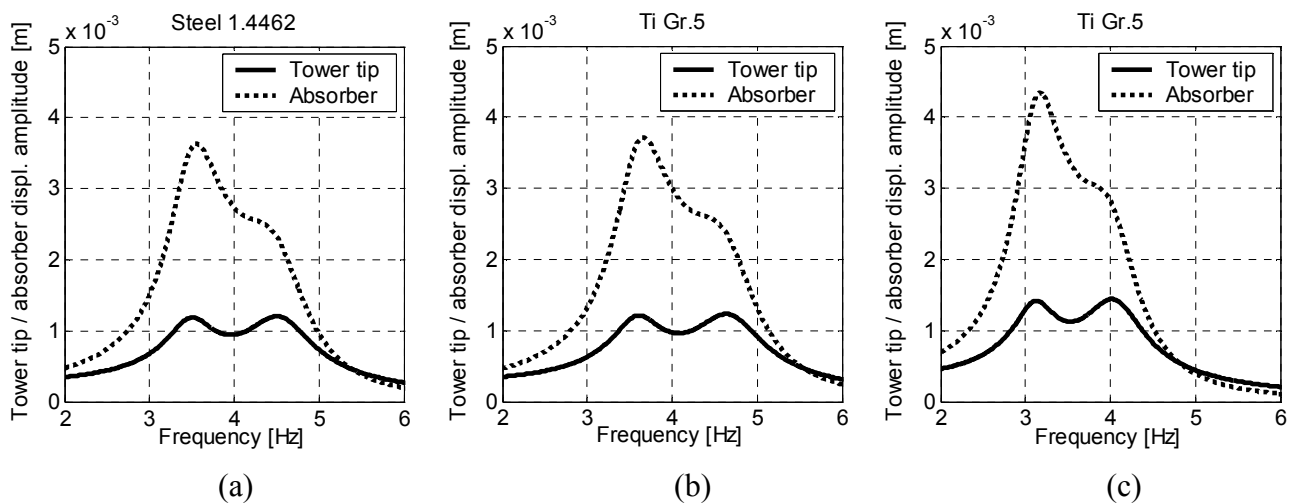 Steel 1.4462
x 10⁻³
Tower tip / absorber displ. amplitude [m]
5
4
3
2
1
0
Tower tip
Absorber
2 3 4 5 6
Frequency [Hz]
(a)
Ti Gr.5
x 10⁻³
Tower tip / absorber displ. amplitude [m]
5
4
3
2
1
0
Tower tip
Absorber
2 3 4 5 6
Frequency [Hz]
(b)
Ti Gr.5
x 10⁻³
Tower tip / absorber displ. amplitude [m]
5
4
3
2
1
0
Tower tip
Absorber
2 3 4 5 6
Frequency [Hz]
(c)